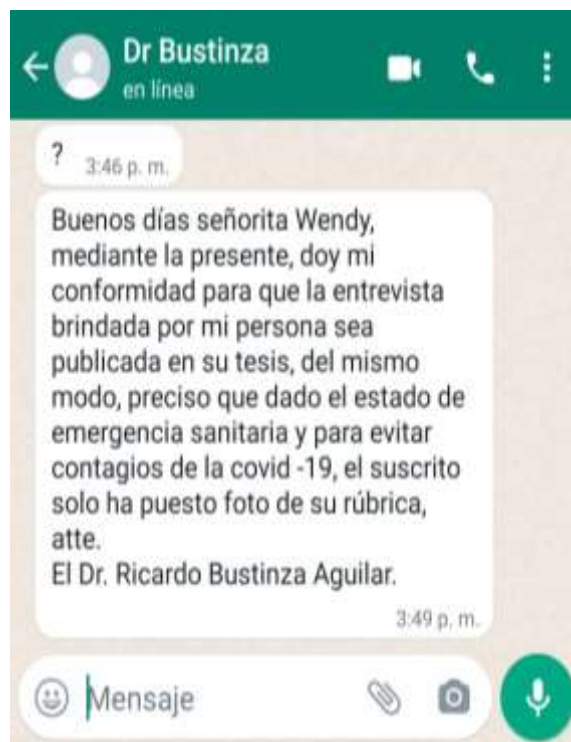 Dr Bustinza
en línea
?
3:46 p. m.
Buenos días señorita Wendy,
mediante la presente, doy mi
conformidad para que la entrevista
brindada por mi persona sea
publicada en su tesis, del mismo
modo, preciso que dado el estado de
emergencia sanitaria y para evitar
contagios de la covid -19, el suscrito
solo ha puesto foto de su rúbrica,
atte.
El Dr. Ricardo Bustinza Aguilar.
3:49 p. m.
Mensaje